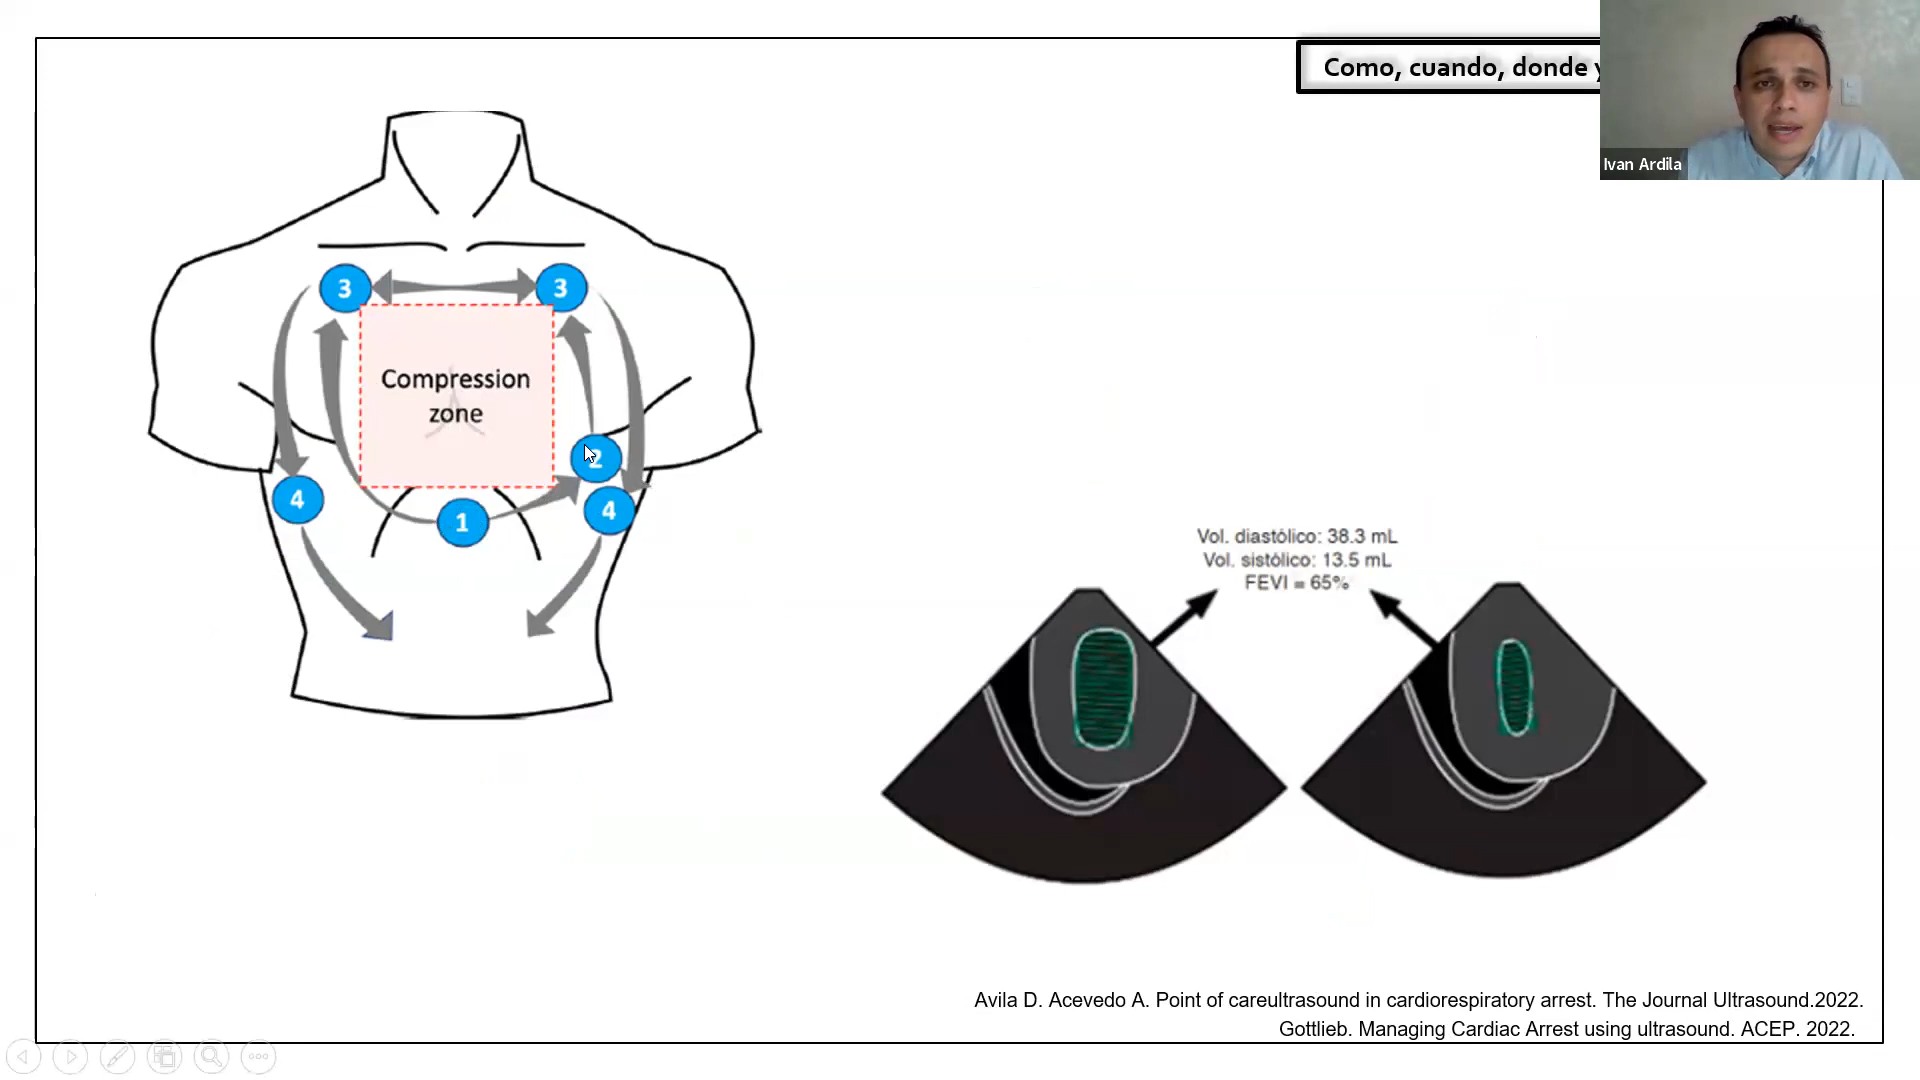 Como, cuando, donde y
Ivan Ardila
3
3
Compression
zone
2
4
4
1
Vol. diastólico: 38.3 mL
Vol. sistólico: 13.5 mL
FEVI = 65%
Avila D. Acevedo A. Point of careultrasound in cardiorespiratory arrest. The Journal Ultrasound.2022.
Gottlieb. Managing Cardiac Arrest using ultrasound. ACEP. 2022.